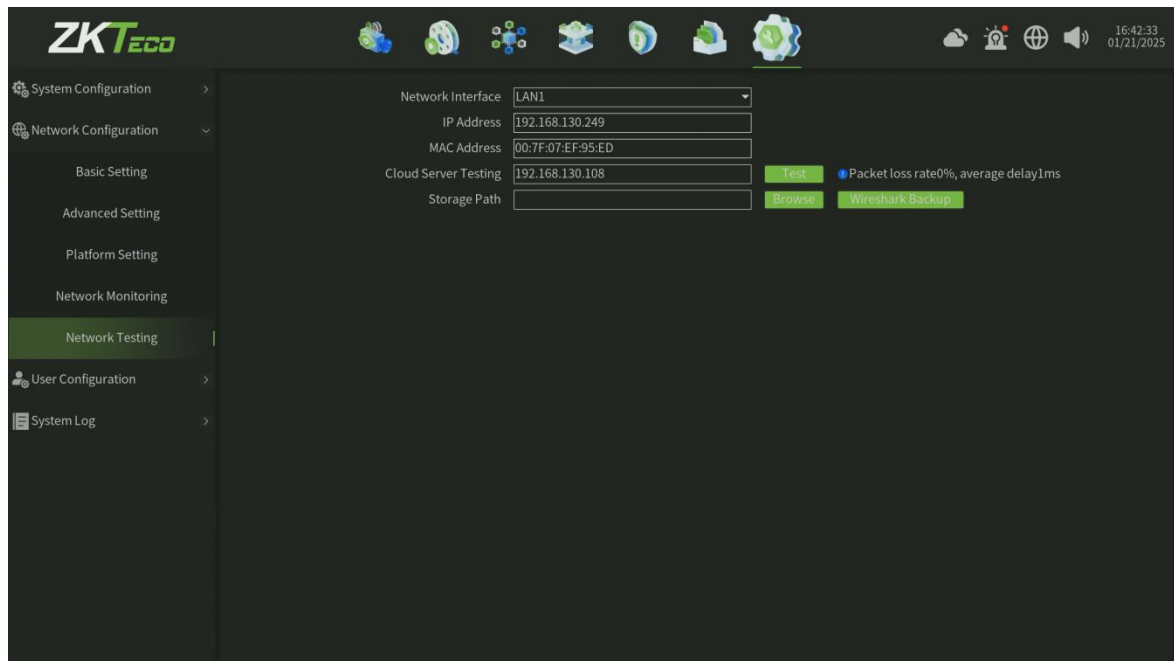 ZKTeco
16:42:33
01/21/2025
System Configuration
Network Configuration
Basic Setting
Advanced Setting
Platform Setting
Network Monitoring
Network Testing
User Configuration
System Log
Network Interface LAN1
IP Address 192.168.130.249
MAC Address 00:7F:07:EF:95:ED
Cloud Server Testing 192.168.130.108 Test Packet loss rate0%, average delay1ms
Storage Path Browse Wireshark Backup